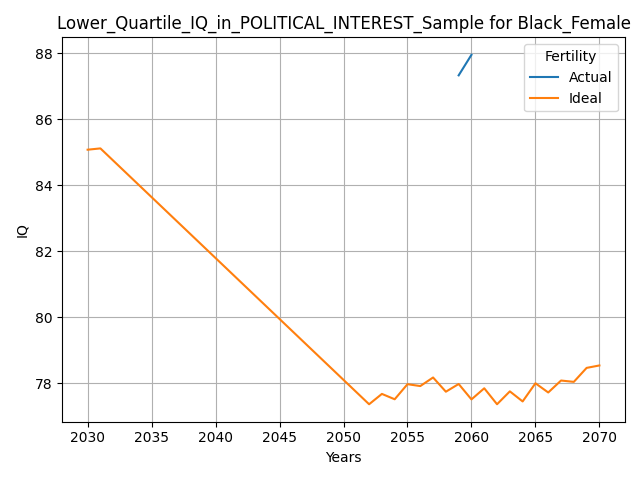 Lower_Quartile_IQ_in_POLITICAL_INTEREST_Sample for Black_Female
Fertility
Actual
Ideal
88
86
84
82
80
78
IQ
2030 2035 2040 2045 2050 2055 2060 2065 2070
Years